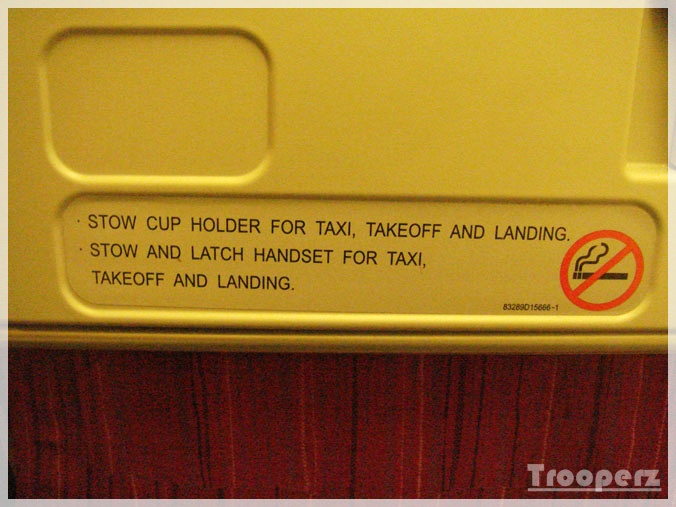 · STOW CUP HOLDER FOR TAXI, TAKEOFF AND LANDING.
· STOW AND LATCH HANDSET FOR TAXI,
TAKEOFF AND LANDING.
83289D15666-1
Trooperz